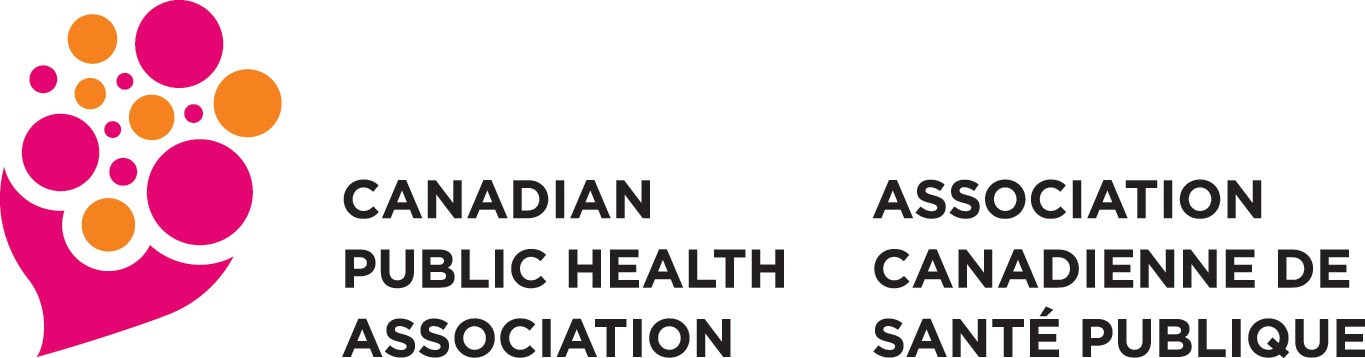 CANADIAN
PUBLIC HEALTH
ASSOCIATION
ASSOCIATION
CANADIENNE DE
SANTÉ PUBLIQUE